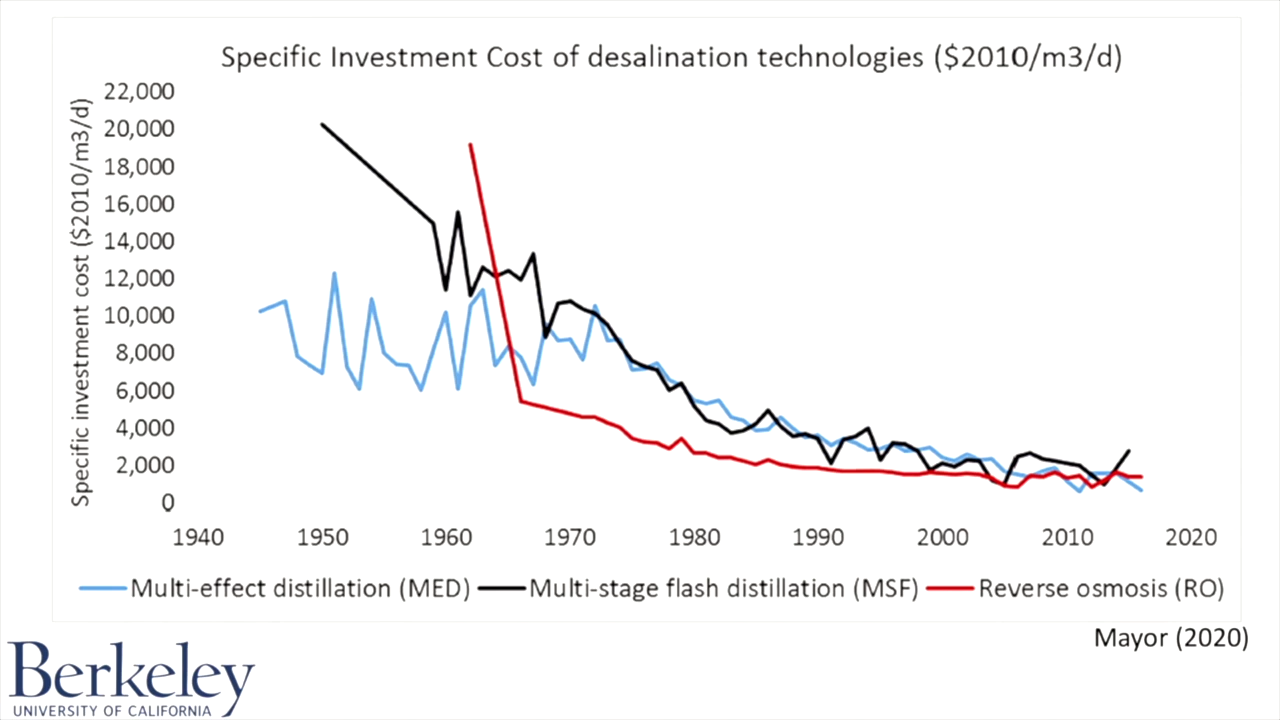 Specific Investment Cost of desalination technologies ($2010/m3/d)
Specific investment cost ($2010/m3/d)
22,000
20,000
18,000
16,000
14,000
12,000
10,000
8,000
6,000
4,000
2,000
0
1940 1950 1960 1970 1980 1990 2000 2010 2020
Multi-effect distillation (MED) Multi-stage flash distillation (MSF) Reverse osmosis (RO)
Mayor (2020)
Berkeley
UNIVERSITY OF CALIFORNIA